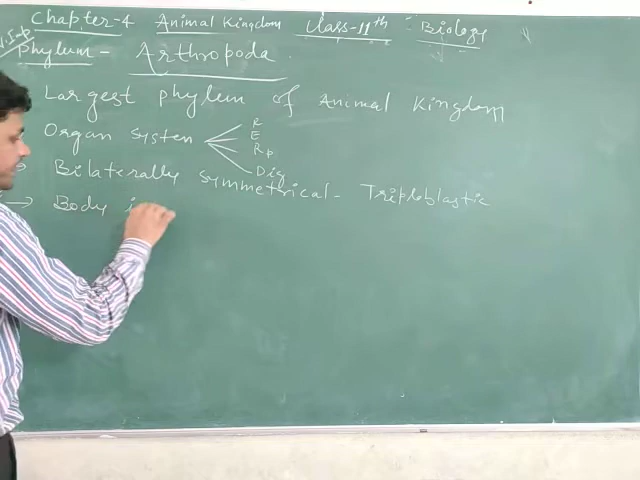 Chapter-4 Animal Kingdom Class-11th : Biology
Phylum - Arthropoda.
Largest phylum of Animal Kingdom
Organ system
R
E
Rp
Dig
Bilaterally symmetrical - Triploblastic
→ Body i